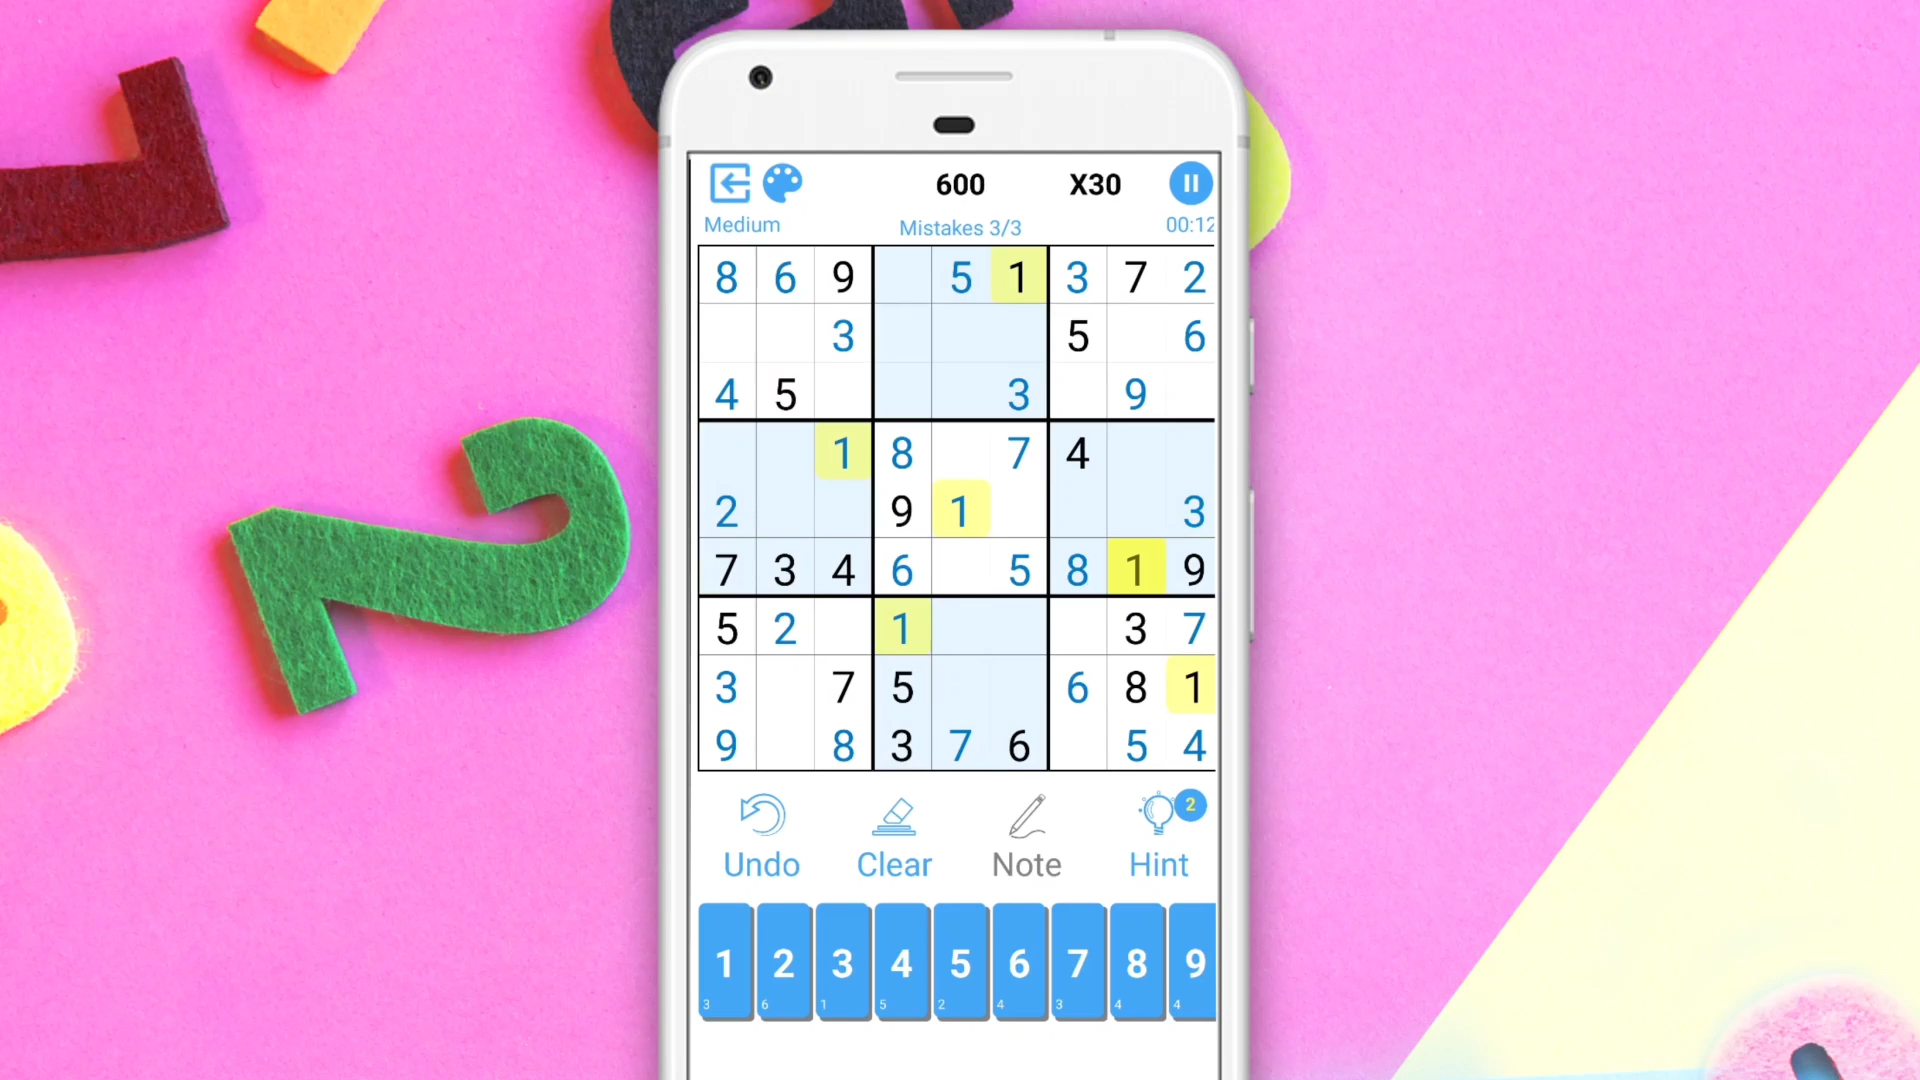 600 X30
Medium Mistakes 3/3 00:12
8 6 9 5 1 3 7 2
3 5 6
4 5 3 9
1 8 7 4
2 9 1 3
7 3 4 6 5 8 1 9
5 2 1 3 7
3 7 5 6 8 1
9 8 3 7 6 5 4
2
Undo Clear Note Hint
1 2 3 4 5 6 7 8 9
3 6 1 5 2 4 3 4 4